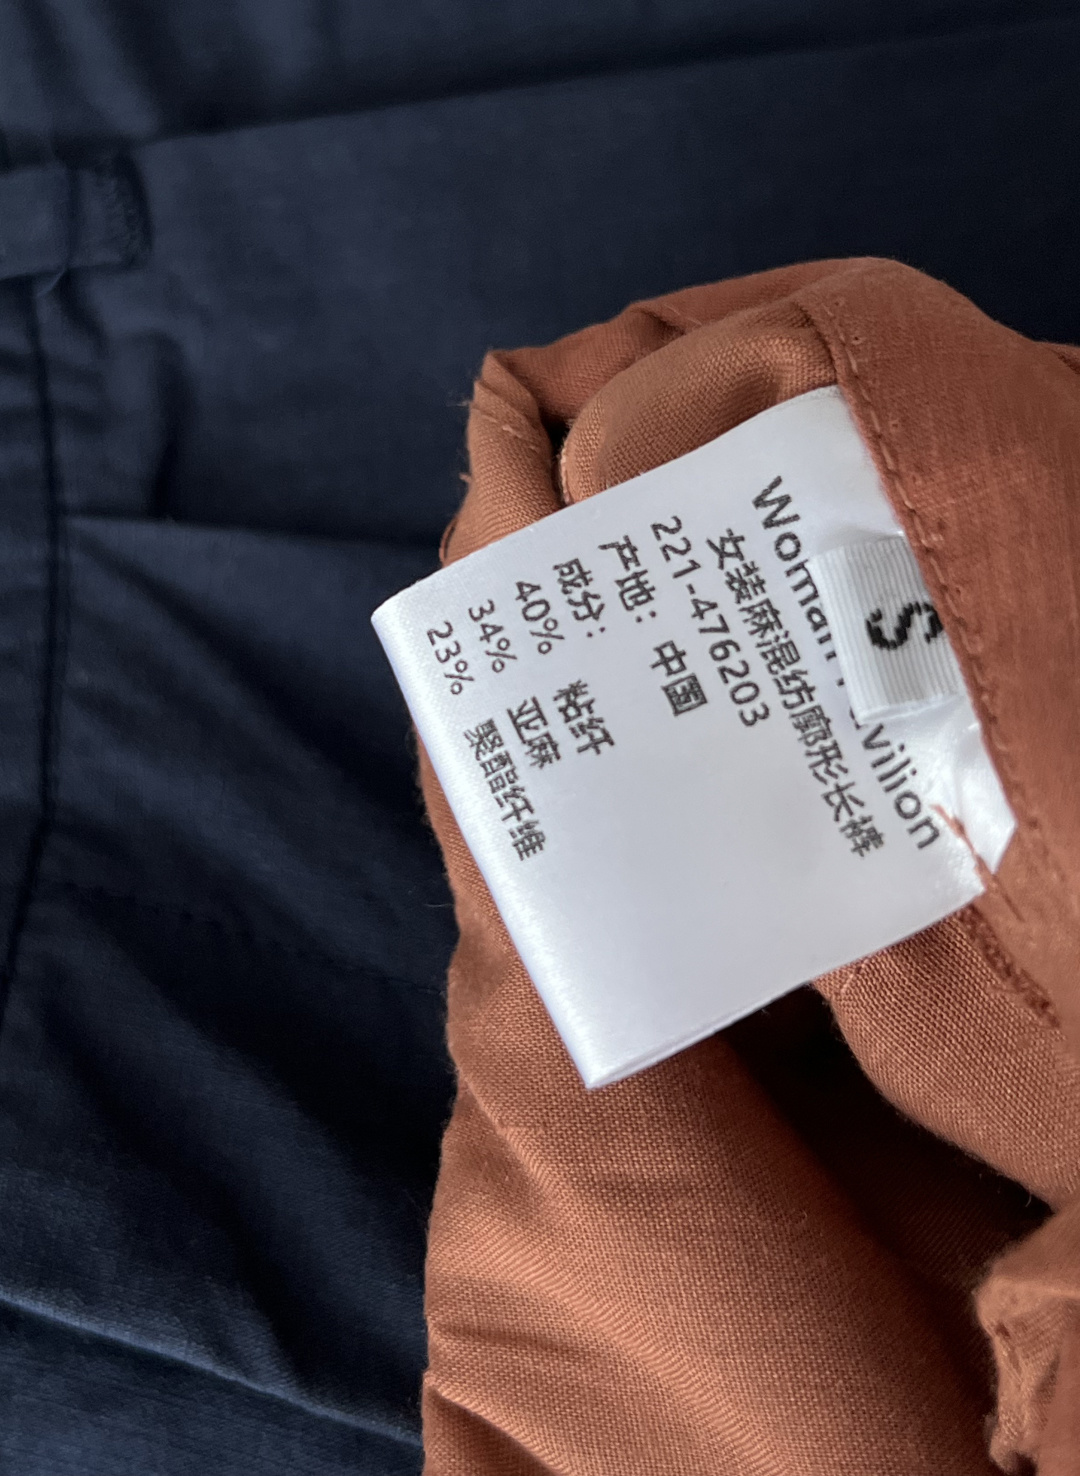 Woman Pavilion
S
女装麻混纺廓形长裤
221-476203
产地： 中国
成分：
40% 粘纤
34% 亚麻
23% 聚酯纤维